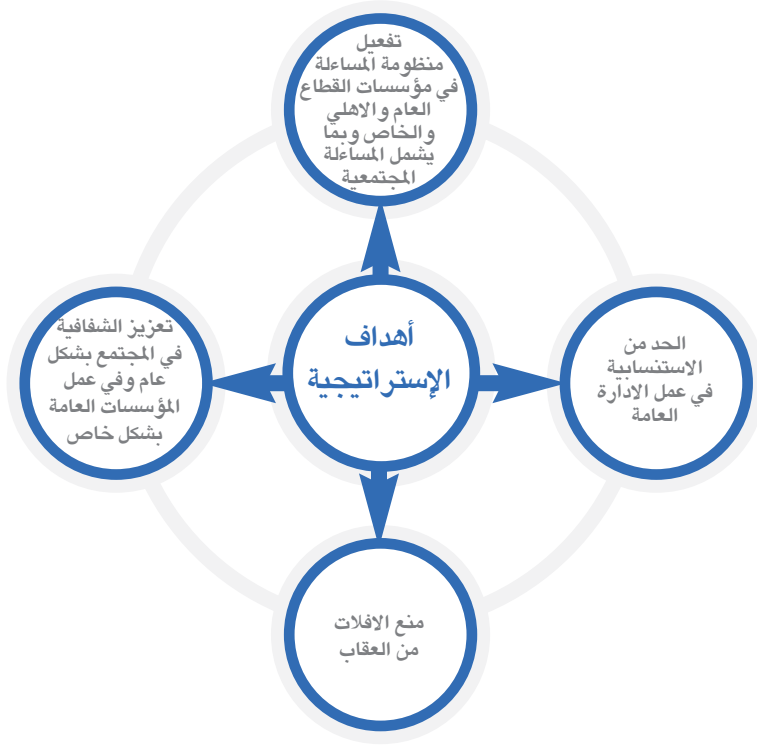 تفعيل
منظومة المساءلة
في مؤسسات القطاع
العام والاهلي
والخاص وبما
يشمل المساءلة
المجتمعية
أهداف
الإستراتيجية
الحد من
الاستنسابية
في عمل الادارة
العامة
تعزيز الشفافية
في المجتمع بشكل
عام وفي عمل
المؤسسات العامة
بشكل خاص
منع الافلات
من العقاب